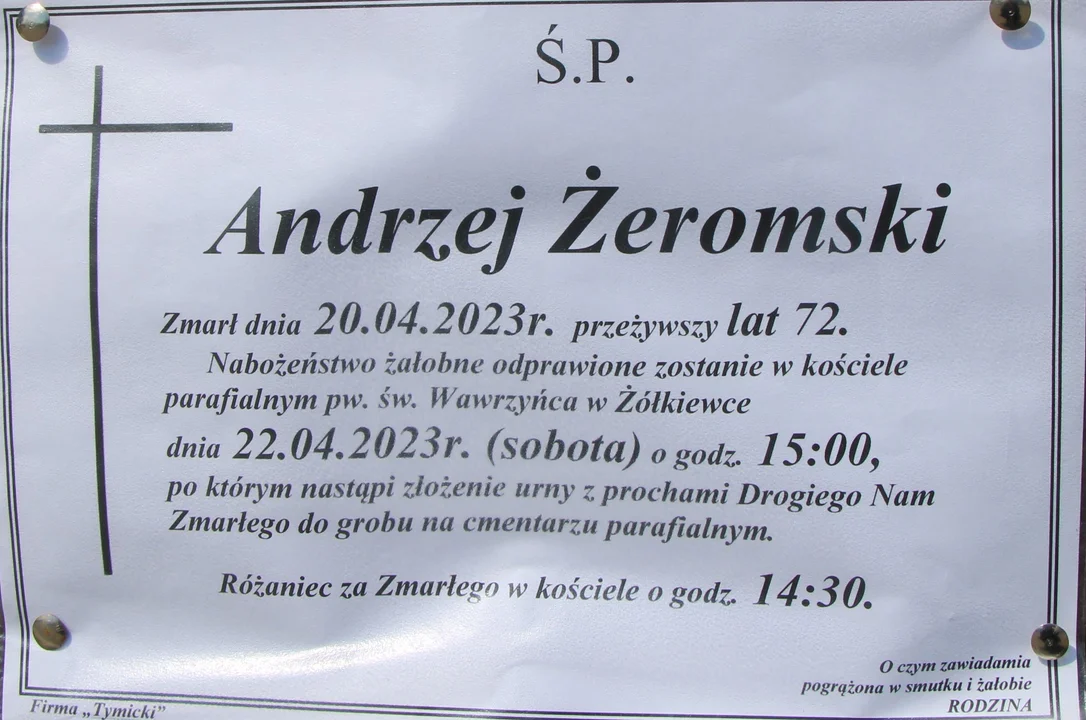 Ś.P.
Andrzej Żeromski
Zmarł dnia 20.04.2023r. przeżywszy lat 72.
Nabożeństwo żałobne odprawione zostanie w kościele
parafialnym pw. św. Wawrzyńca w Żółkiewce
dnia 22.04.2023r. (sobota) o godz. 15:00,
po którym nastąpi złożenie urny z prochami Drogiego Nam
Zmarłego do grobu na cmentarzu parafialnym.
Różaniec za Zmarłego w kościele o godz. 14:30.
O czym zawiadamia
pogrążona w smutku i żałobie
RODZINA
Firma „Tymicki”